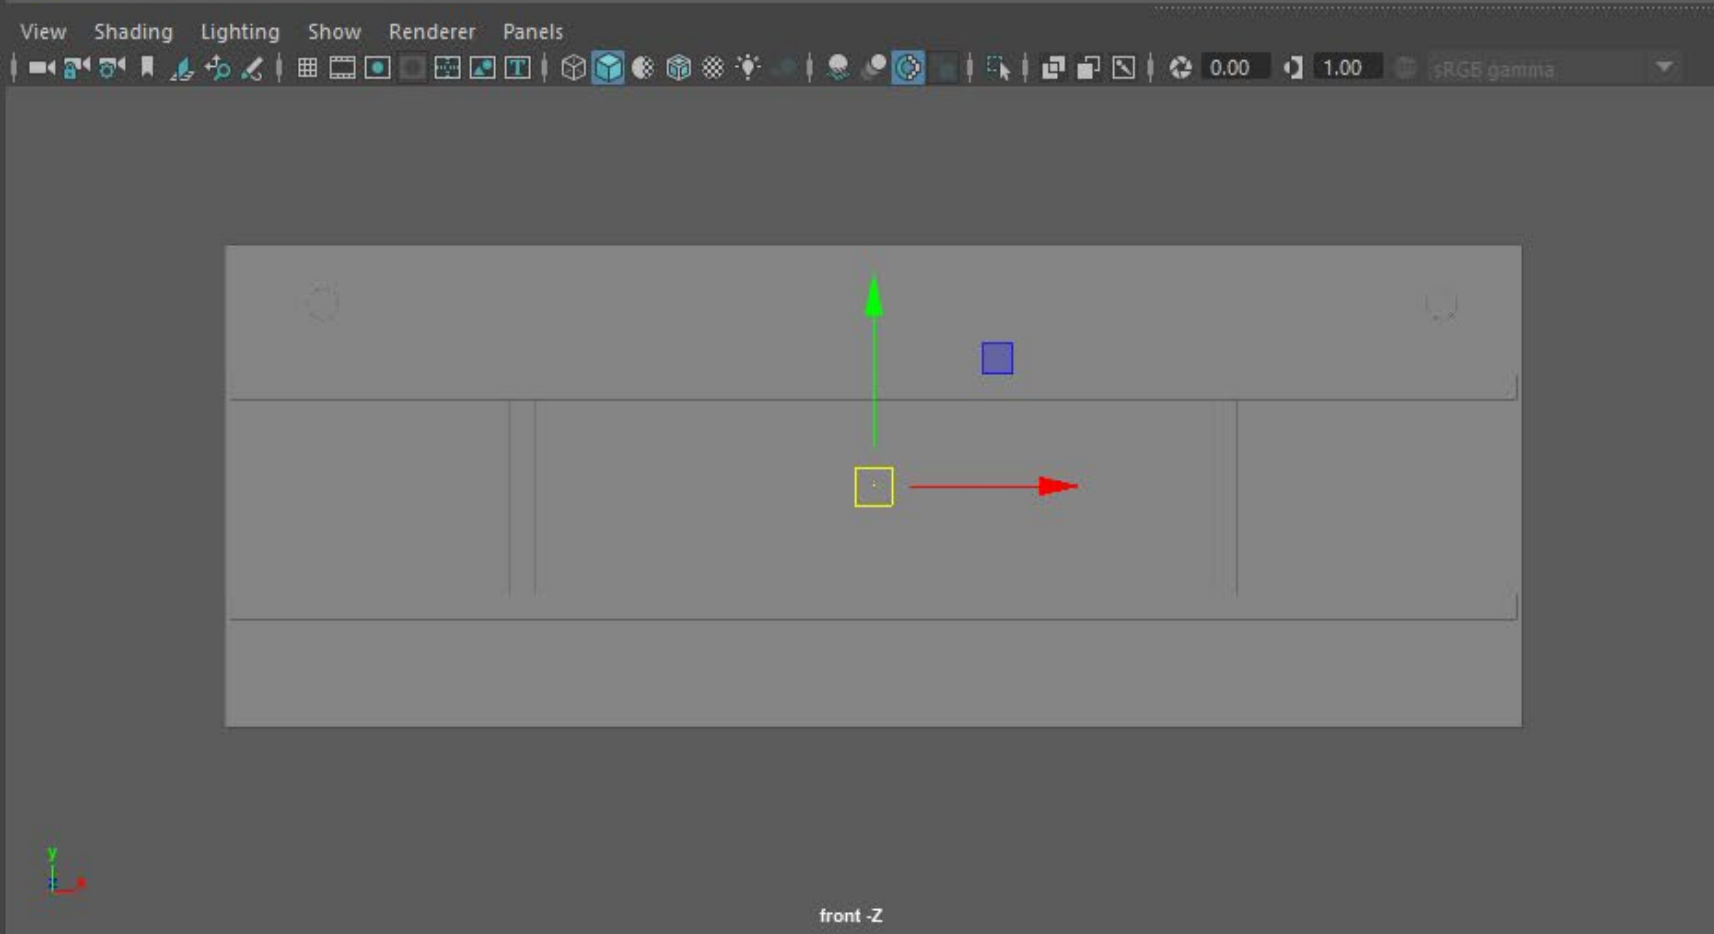 View Shading Lighting Show Renderer Panels
T 0.00 1.00 sRGB gamma
y
z x
front -Z